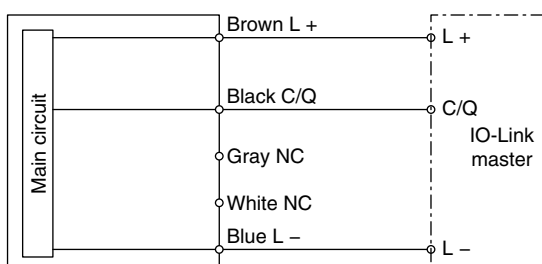 Main circuit
Brown L +
Black C/Q
Gray NC
White NC
Blue L −
L +
C/Q
IO-Link
master
L −